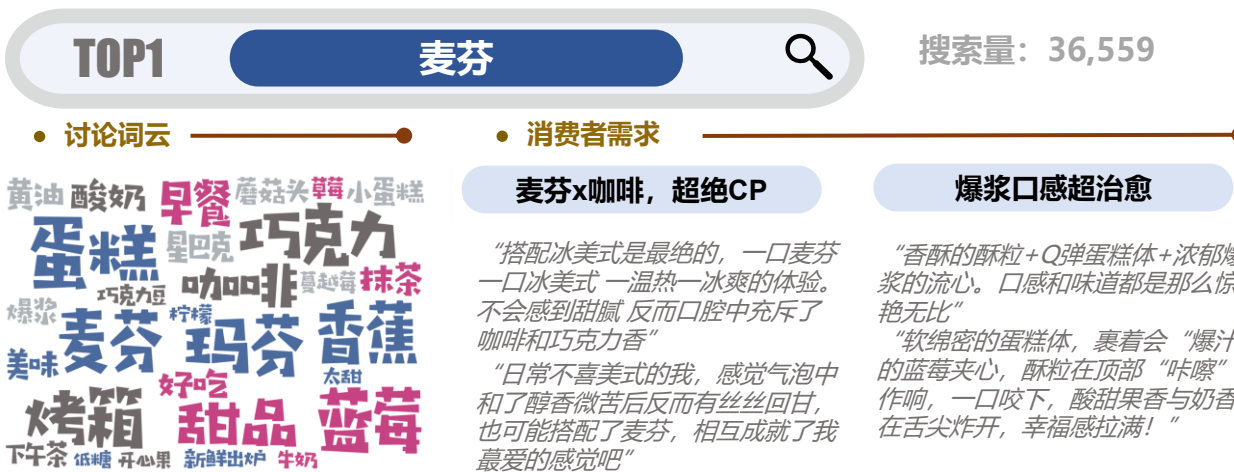 TOP1
麦芬
搜索量：36,559
讨论词云
消费者需求
黄油 酸奶 早餐 蘑菇头 草莓 小蛋糕
蛋糕 星巴克 巧克力
巧克力豆 咖啡 蔓越莓 抹茶
爆浆 麦芬 柠檬 玛芬 香蕉
美味 好吃 太甜
烤箱 甜品 蓝莓
下午茶 低糖 开心果 新鲜出炉 牛奶
麦芬x咖啡，超绝CP
“搭配冰美式是最绝的，一口麦芬
一口冰美式 一温热一冰爽的体验。
不会感到甜腻 反而口腔中充斥了
咖啡和巧克力香”
“日常不喜美式的我，感觉气泡中
和了醇香微苦后反而有丝丝回甘，
也可能搭配了麦芬，相互成就了我
最爱的感觉吧”
爆浆口感超治愈
“香酥的酥粒+Q弹蛋糕体+浓郁爆
浆的流心。口感和味道都是那么惊
艳无比”
“软绵密的蛋糕体，裹着会“爆汁
的蓝莓夹心，酥粒在顶部“咔嚓”
作响，一口咬下，酸甜果香与奶香
在舌尖炸开，幸福感拉满！”